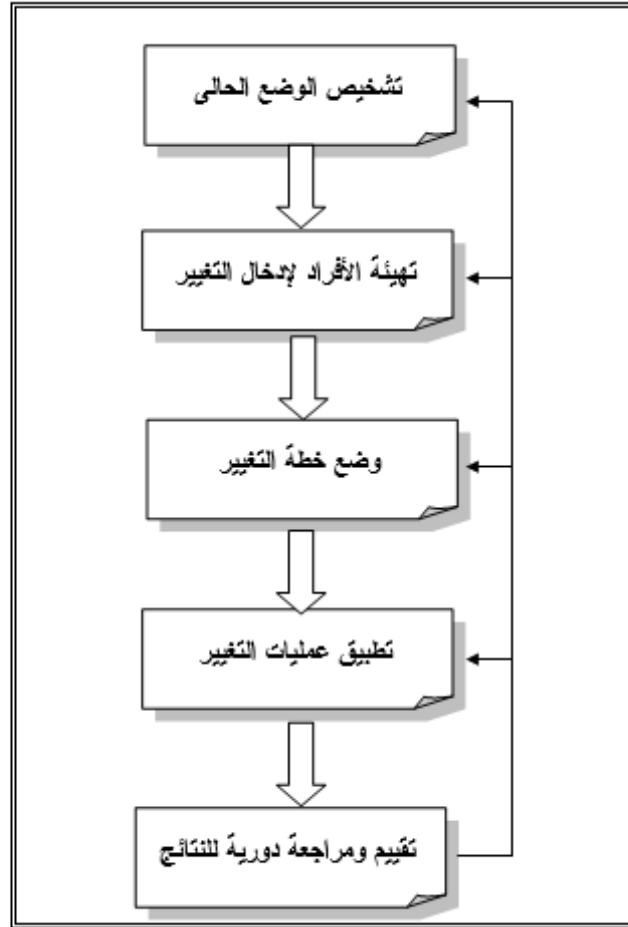 تشخيص الوضع الحالى
تهيئة الأفراد لإدخال التغيير
وضع خطة التغيير
تطبيق عمليات التغيير
تقييم ومراجعة دورية للنتائج